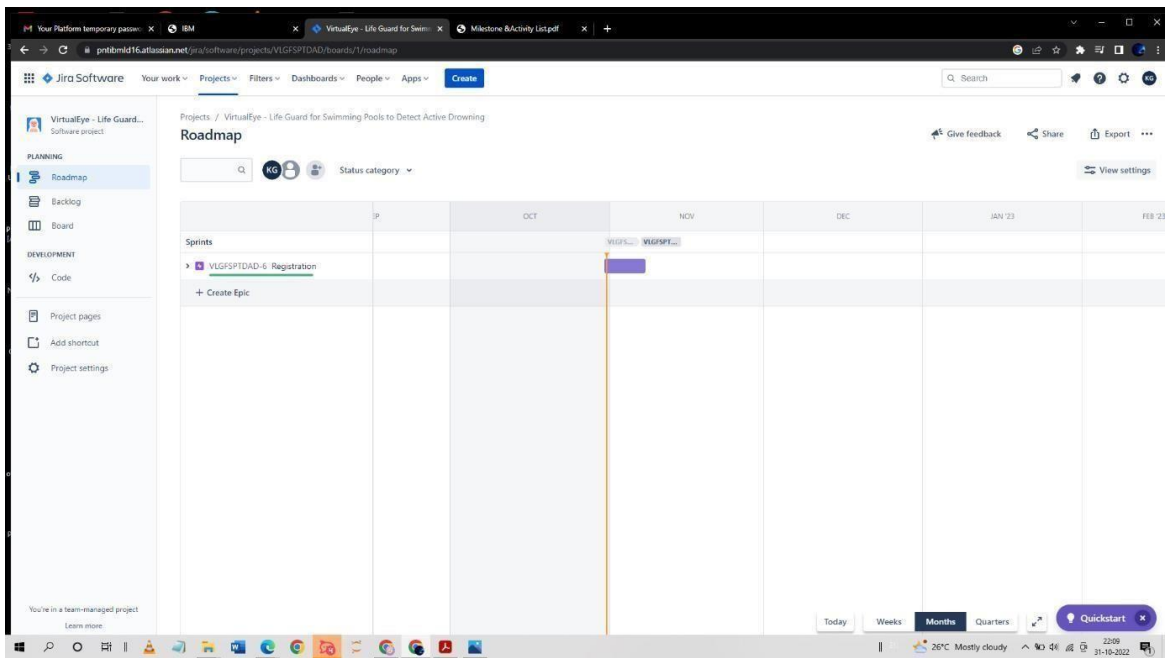 Your Platform temporary passwo
IBM
VirtualEye - Life Guard for Swimm
Milestone &Activity List.pdf
pntibmld16.atlassian.net/jira/software/projects/VLGFSPTDAD/boards/1/roadmap
Jira Software
Your work
Projects
Filters
Dashboards
People
Apps
Create
Search
KG
VirtualEye - Life Guard...
Software project
PLANNING
Roadmap
Backlog
Board
DEVELOPMENT
Code
Project pages
Add shortcut
Project settings
You're in a team-managed project
Learn more
Projects / VirtualEye - Life Guard for Swimming Pools to Detect Active Drowning
Roadmap
Give feedback
Share
Export
KG
Status category
View settings
OCT
NOV
DEC
JAN '23
FEB '23
Sprints
VLGFS...
VLGFSPT...
VLGFSPTDAD-6 Registration
+ Create Epic
Today
Weeks
Months
Quarters
Quickstart
26°C Mostly cloudy
22:09
31-10-2022